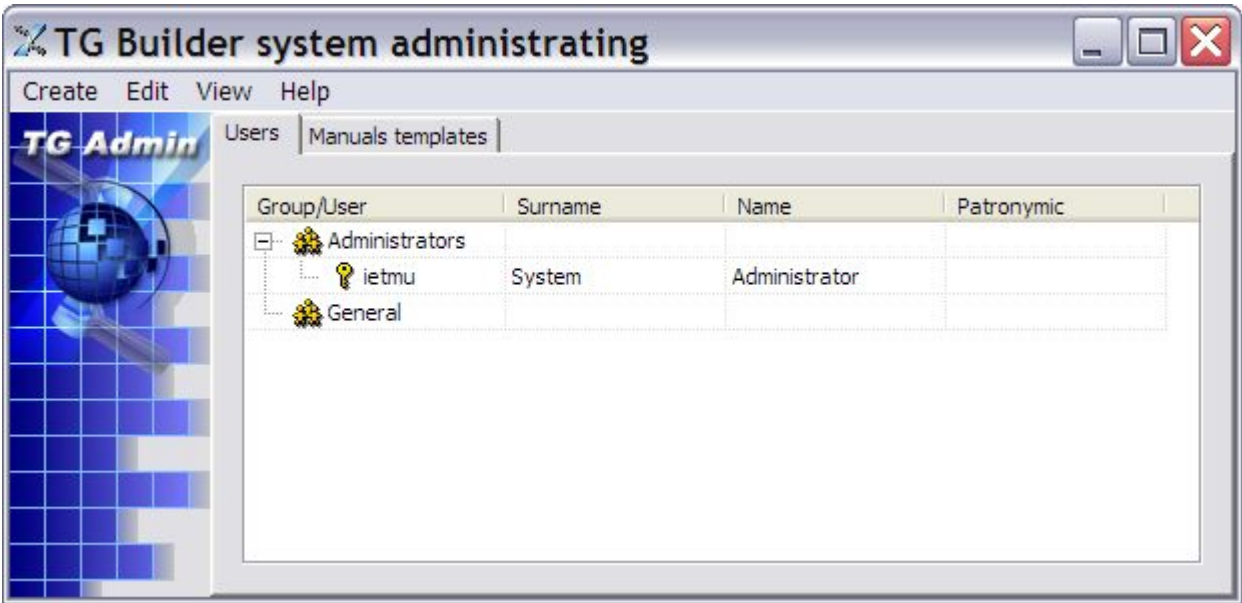 TG Builder system administrating
Create Edit View Help
TG Admin
Users Manuals templates
Group/User Surname Name Patronymic
Administrators
ietmu System Administrator
General